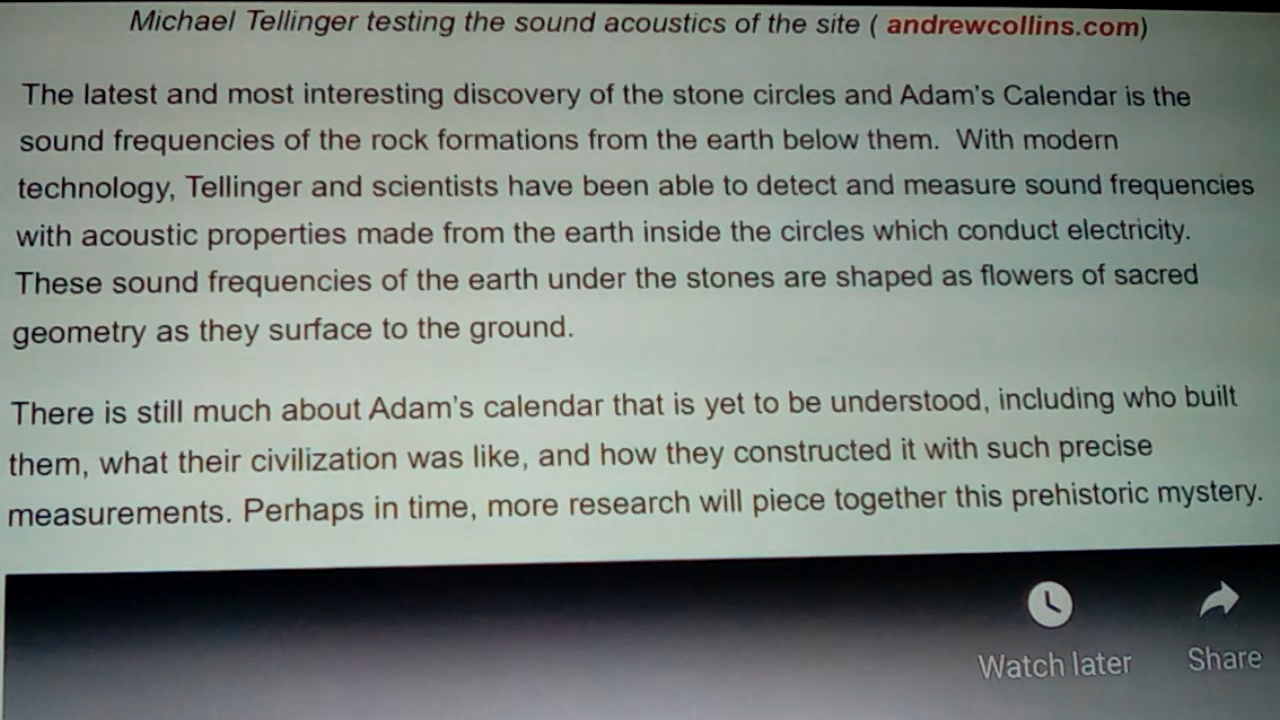 Michael Tellinger testing the sound acoustics of the site ( andrewcollins.com)
The latest and most interesting discovery of the stone circles and Adam's Calendar is the
sound frequencies of the rock formations from the earth below them.  With modern
technology, Tellinger and scientists have been able to detect and measure sound frequencies
with acoustic properties made from the earth inside the circles which conduct electricity.
These sound frequencies of the earth under the stones are shaped as flowers of sacred
geometry as they surface to the ground.
There is still much about Adam's calendar that is yet to be understood, including who built
them, what their civilization was like, and how they constructed it with such precise
measurements. Perhaps in time, more research will piece together this prehistoric mystery.
Watch later
Share